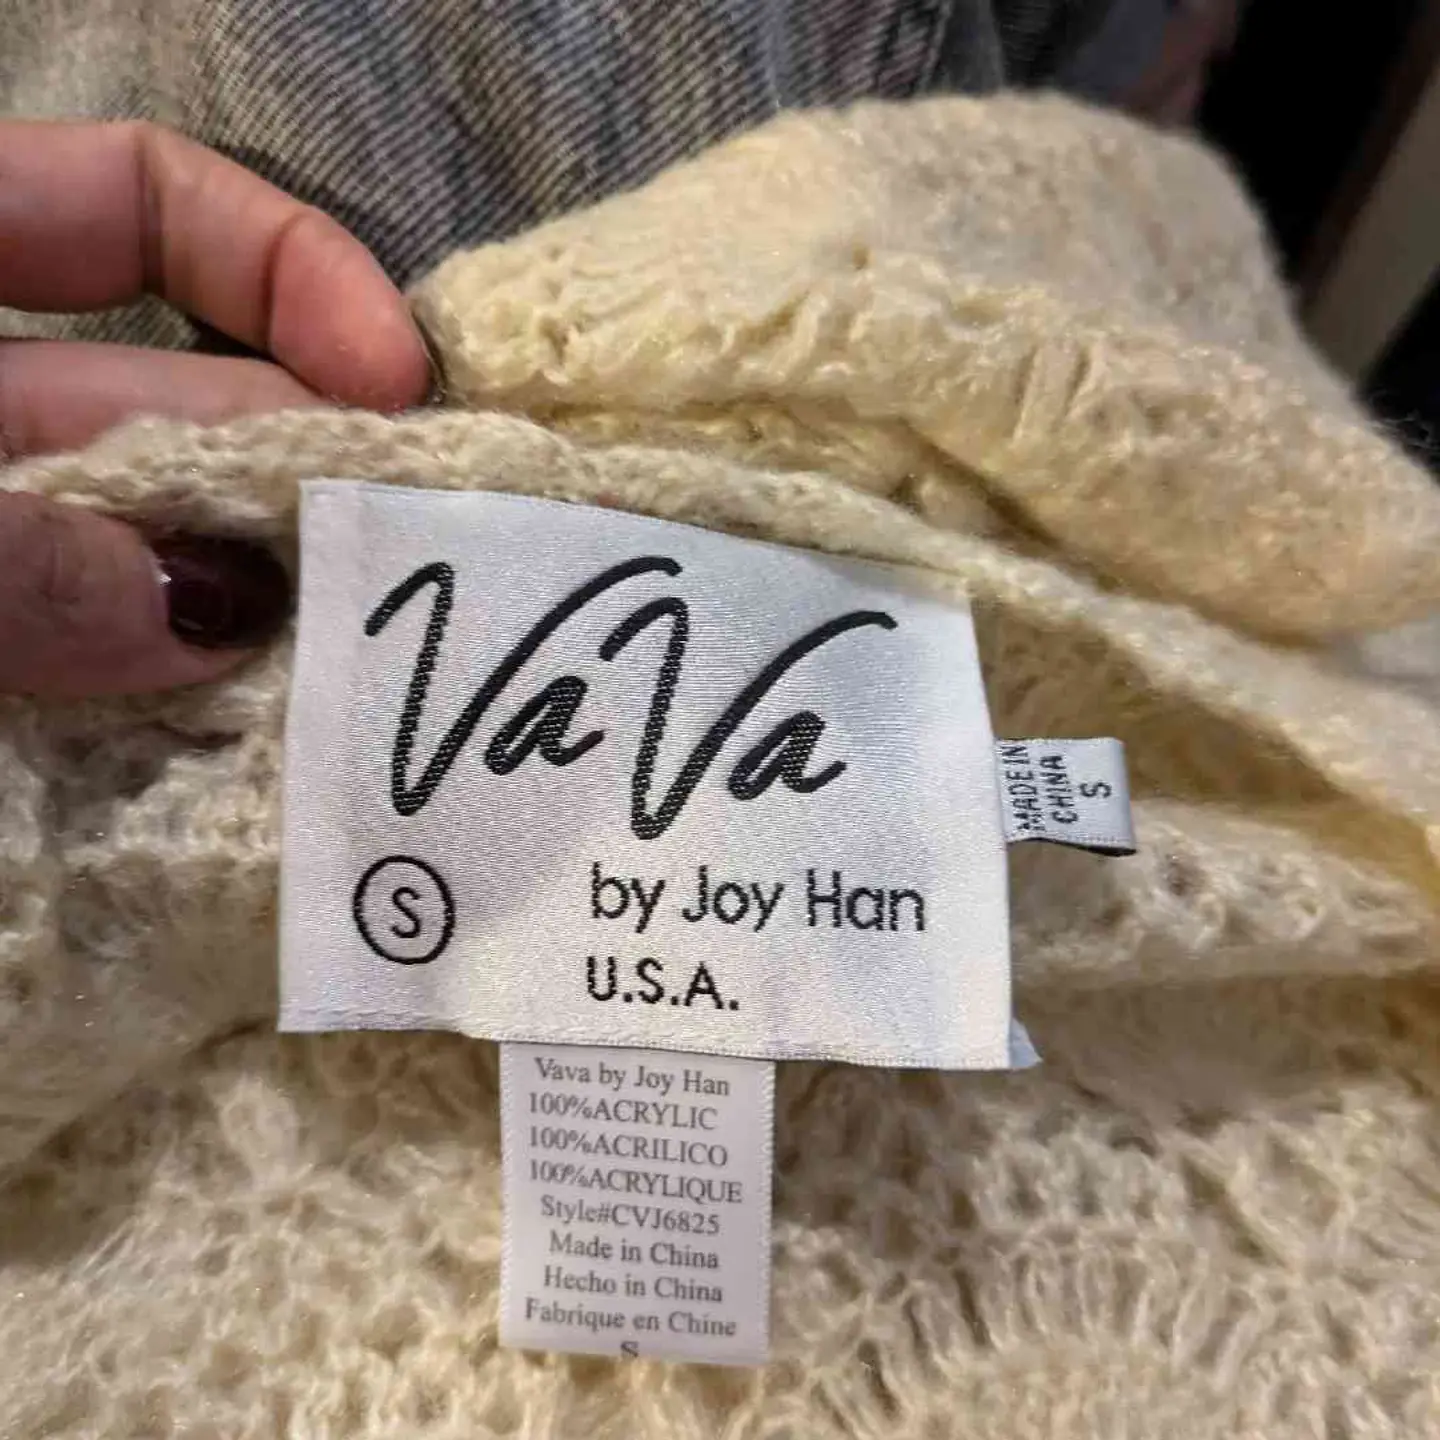 VaVa
S
by Joy Han
U.S.A.
MADE IN
CHINA
S
Vava by Joy Han
100%ACRYLIC
100%ACRILICO
100%ACRYLIQUE
Style#CVJ6825
Made in China
Hecho in China
Fabrique en Chine
S